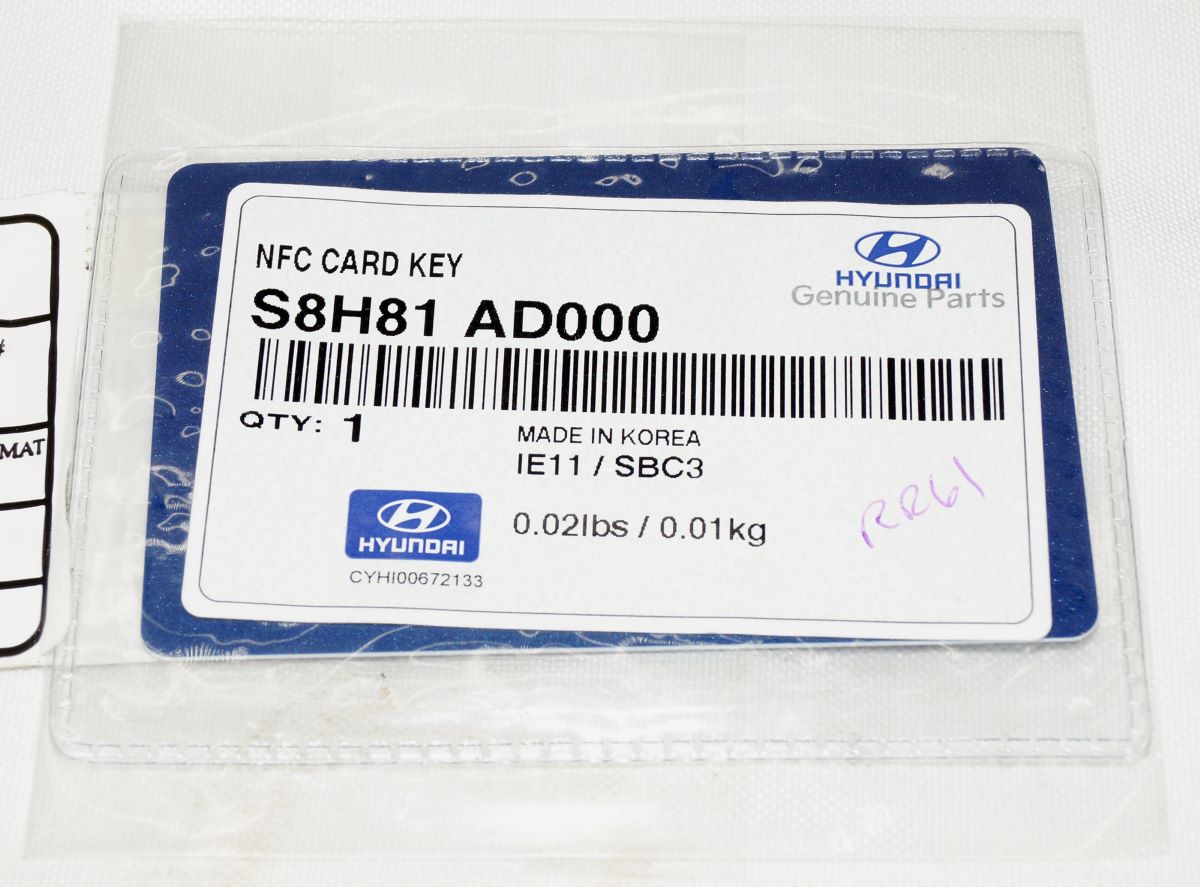 NFC CARD KEY
S8H81 AD000
HYUNDAI
Genuine Parts
QTY: 1
MADE IN KOREA
IE11 / SBC3
0.02lbs / 0.01kg
HYUNDAI
CYHI00672133
RR61
#
MAT